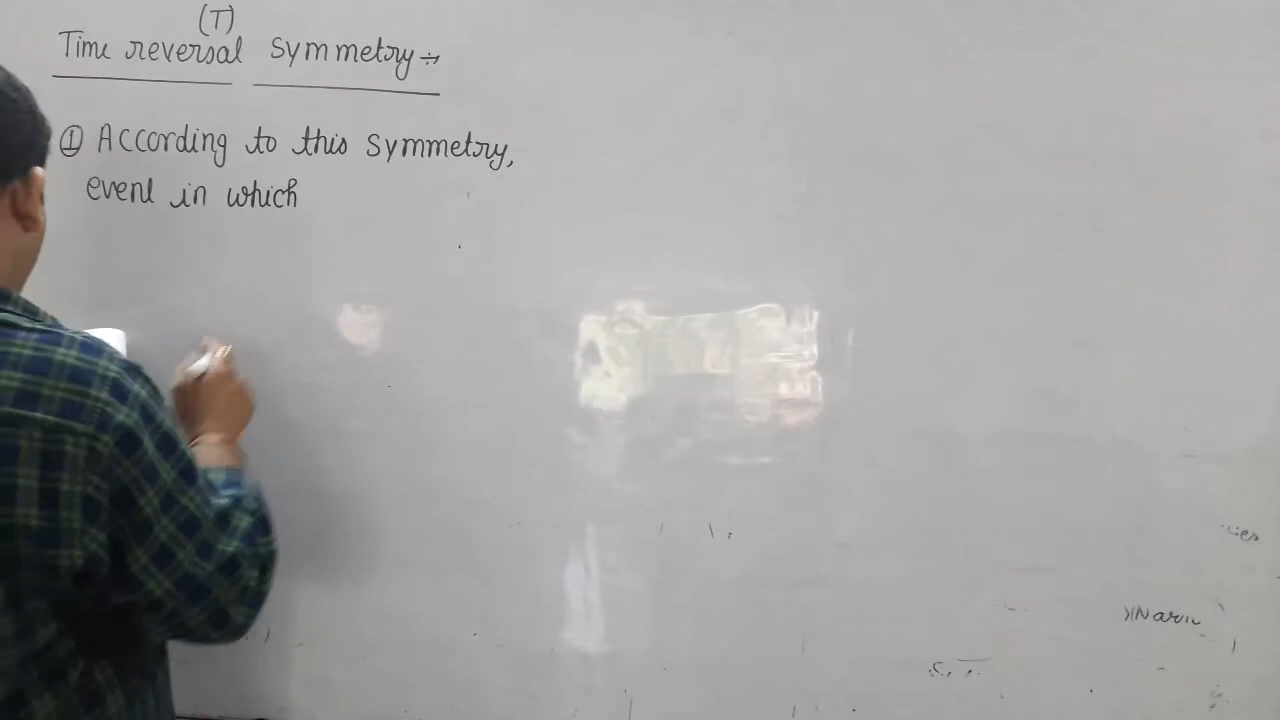 (T)
Time reversal symmetry÷
① According to this symmetry,
event in which